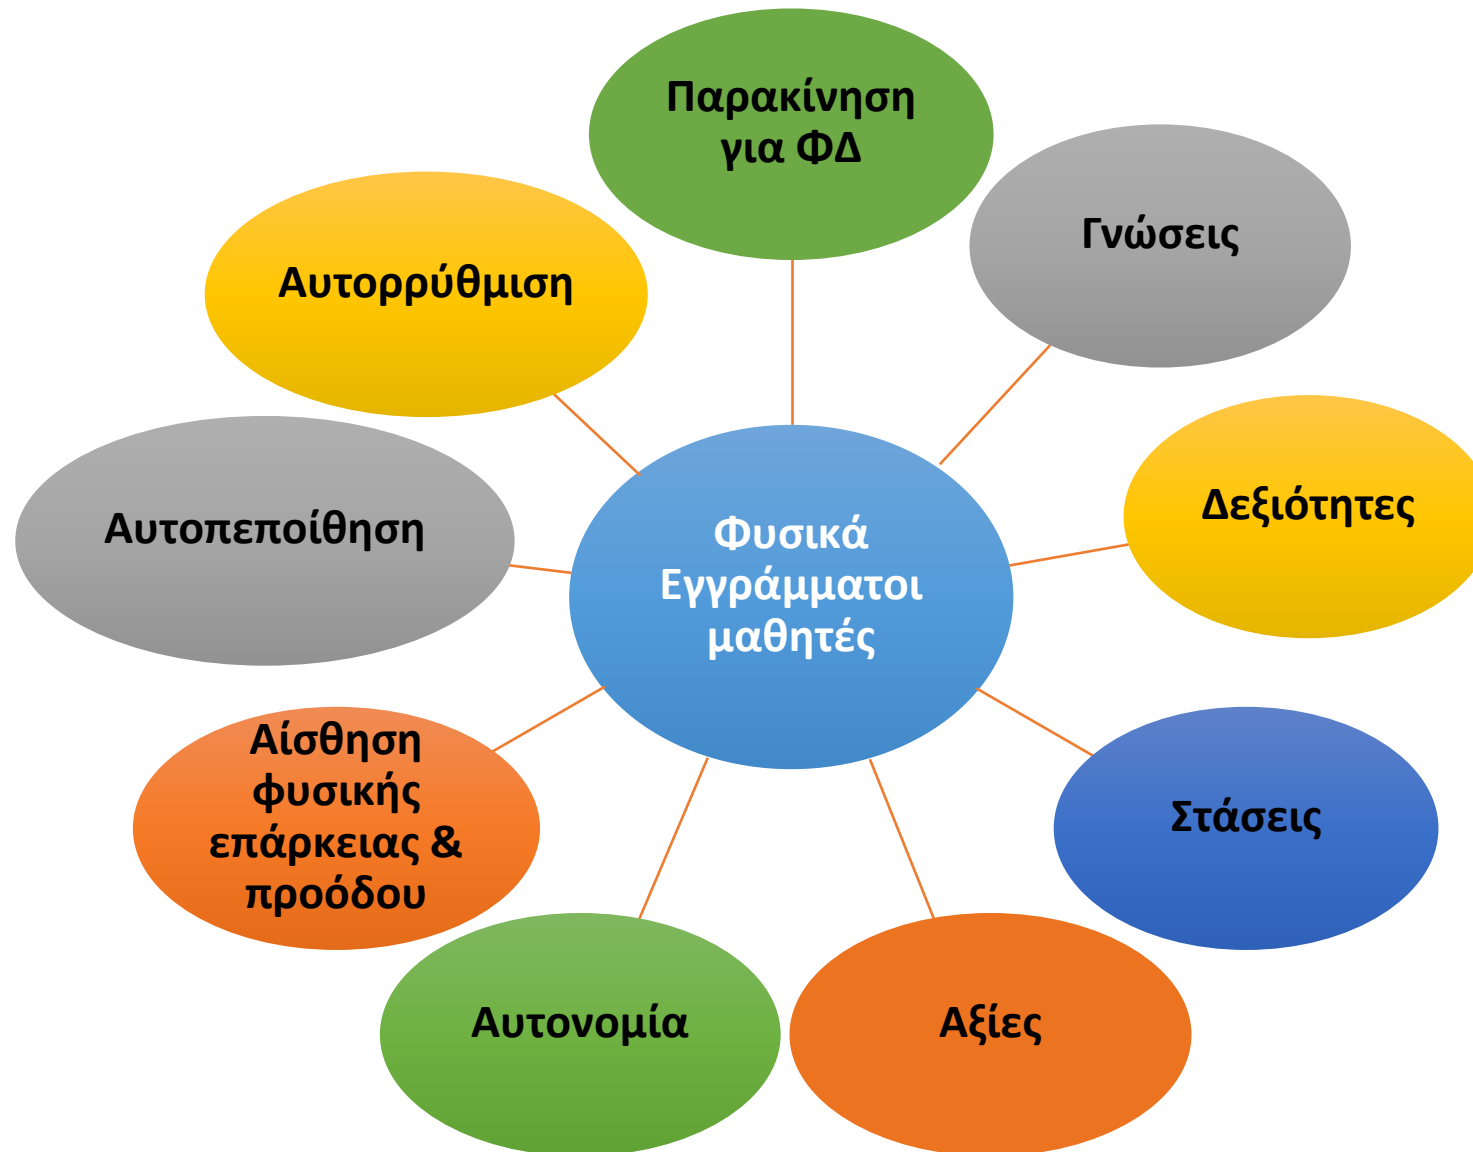 Παρακίνηση
για ΦΔ
Γνώσεις
Αυτορρύθμιση
Δεξιότητες
Αυτοπεποίθηση
Φυσικά
Εγγράμματοι
μαθητές
Αίσθηση
φυσικής
επάρκειας &
προόδου
Στάσεις
Αυτονομία
Αξίες